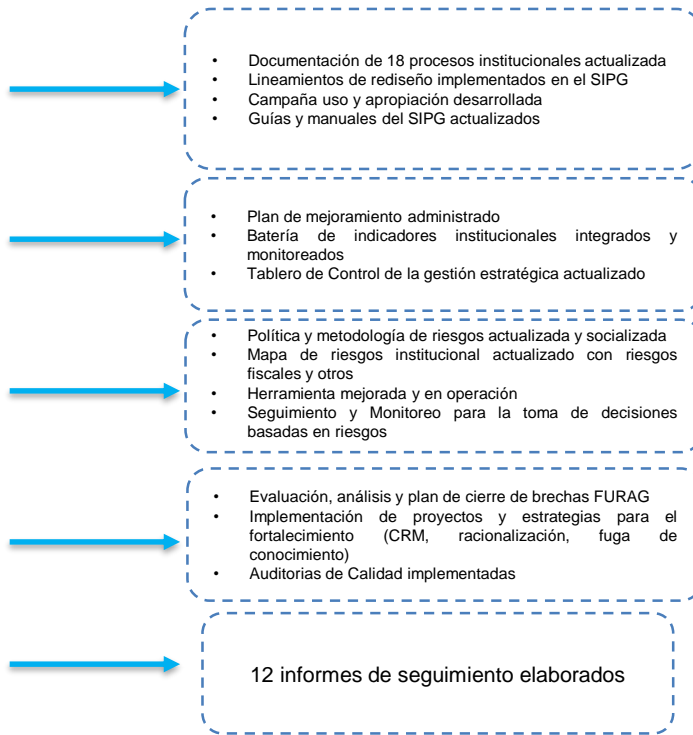 • Documentación de 18 procesos institucionales actualizada
• Lineamientos de rediseño implementados en el SIPG
• Campaña uso y apropiación desarrollada
• Guías y manuales del SIPG actualizados
• Plan de mejoramiento administrado
• Batería de indicadores institucionales integrados y
monitoreados
• Tablero de Control de la gestión estratégica actualizado
• Política y metodología de riesgos actualizada y socializada
• Mapa de riesgos institucional actualizado con riesgos
fiscales y otros
• Herramienta mejorada y en operación
• Seguimiento y Monitoreo para la toma de decisiones
basadas en riesgos
• Evaluación, análisis y plan de cierre de brechas FURAG
• Implementación de proyectos y estrategias para el
fortalecimiento (CRM, racionalización, fuga de
conocimiento)
• Auditorias de Calidad implementadas
12 informes de seguimiento elaborados